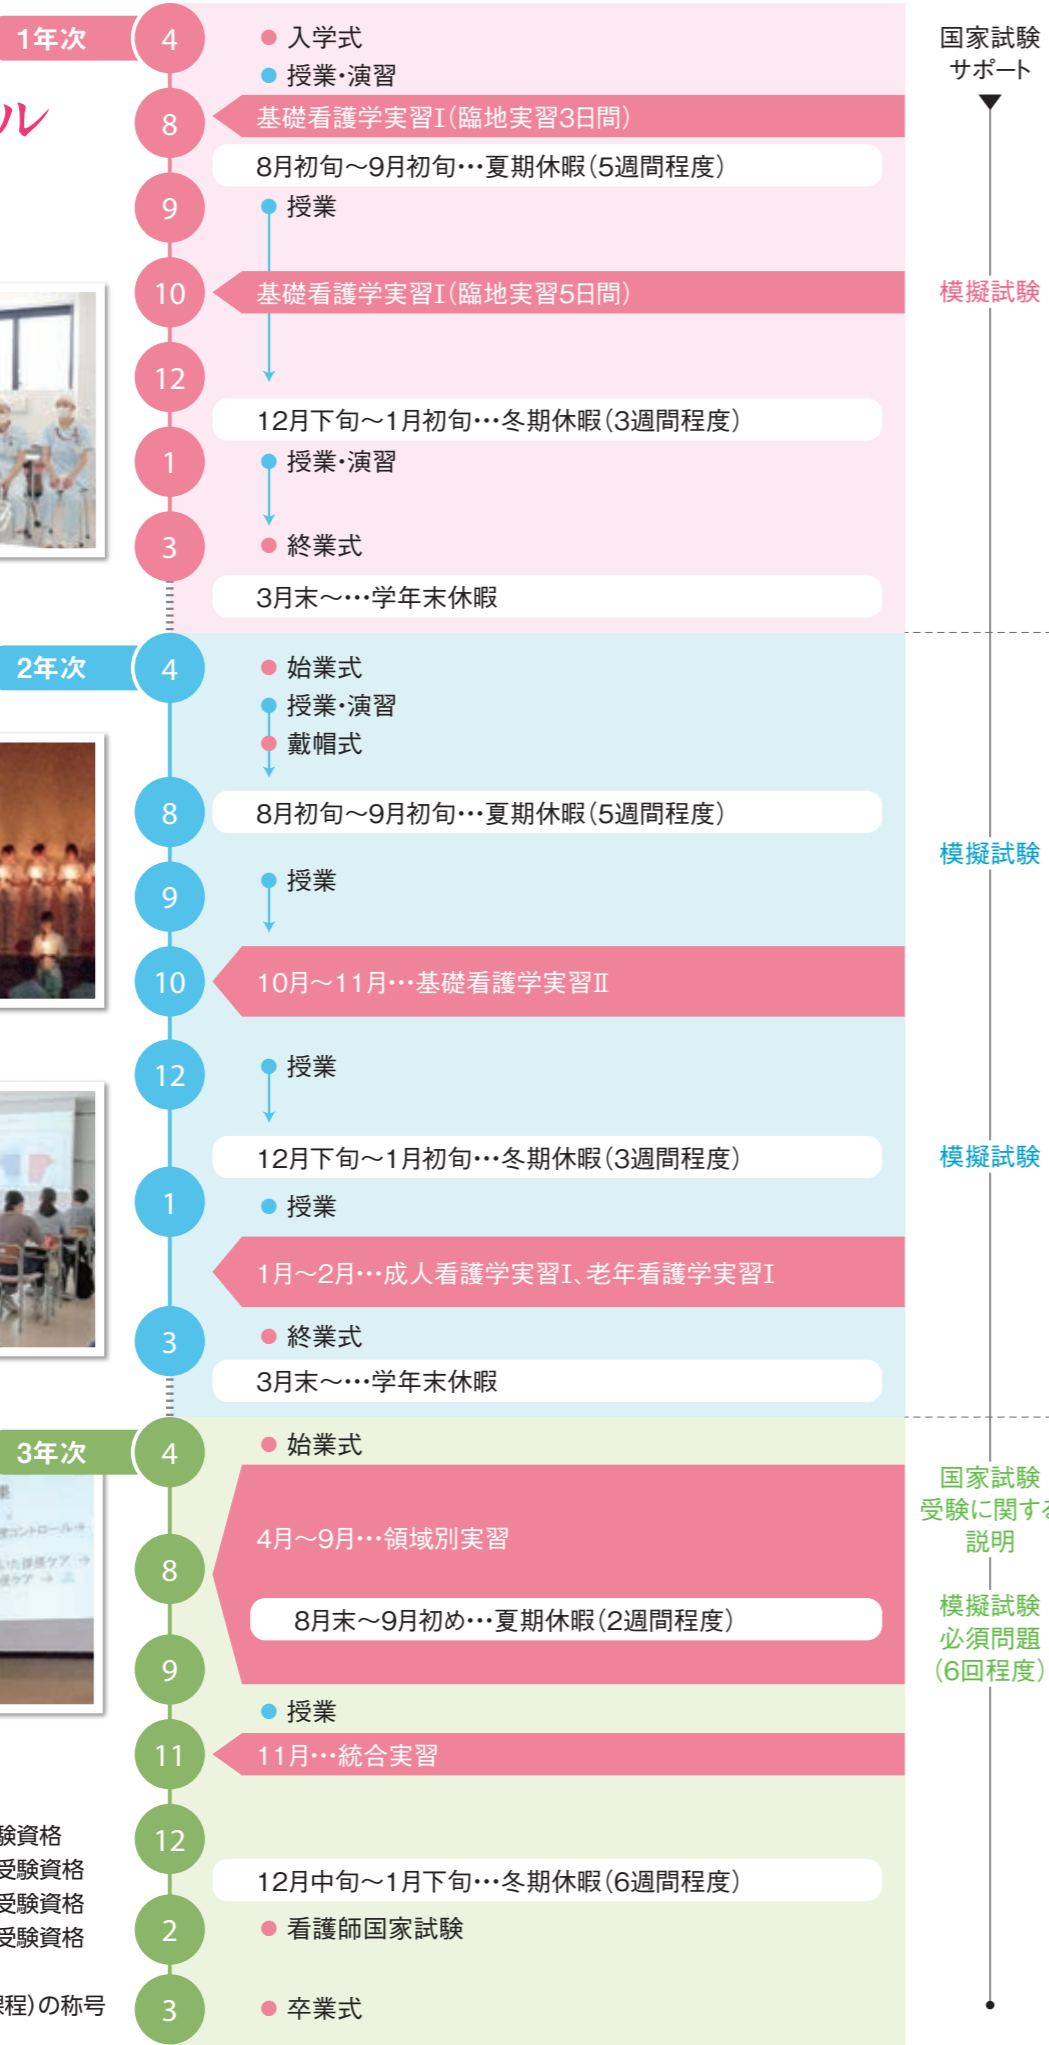 1年次
4
入学式
国家試験
サポート
授業・演習
ル
8
基礎看護学実習Ⅰ(臨地実習3日間)
8月初旬～9月初旬…夏期休暇(5週間程度)
9
授業
10
基礎看護学実習Ⅰ(臨地実習5日間)
模擬試験
12
12月下旬～1月初旬…冬期休暇(3週間程度)
1
授業・演習
3
終業式
3月末～…学年末休暇
2年次
4
始業式
授業・演習
戴帽式
8
8月初旬～9月初旬…夏期休暇(5週間程度)
模擬試験
9
授業
10
10月～11月…基礎看護学実習Ⅱ
12
授業
12月下旬～1月初旬…冬期休暇(3週間程度)
模擬試験
1
授業
1月～2月…成人看護学実習Ⅰ、老年看護学実習Ⅰ
3
終業式
3月末～…学年末休暇
3年次
4
始業式
国家試験
受験に関する
説明
4月～9月…領域別実習
8
模擬試験
必須問題
(6回程度)
8月末～9月初め…夏期休暇(2週間程度)
9
授業
11
11月…統合実習
12
験資格
受験資格
受験資格
受験資格
12月中旬～1月下旬…冬期休暇(6週間程度)
2
看護師国家試験
3
卒業式
課程)の称号